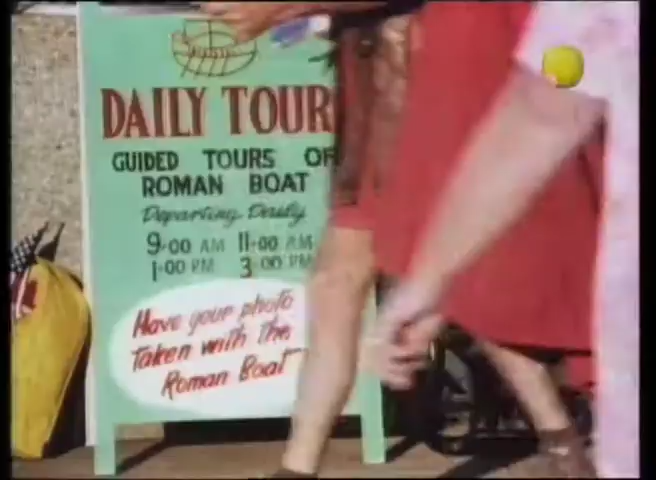 DAILY TOUR
GUIDED TOURS OF
ROMAN BOAT
Departing Daily
9.00 AM 11.00 AM
1.00 PM 3.00 PM
Have your photo
taken with the
Roman Boat